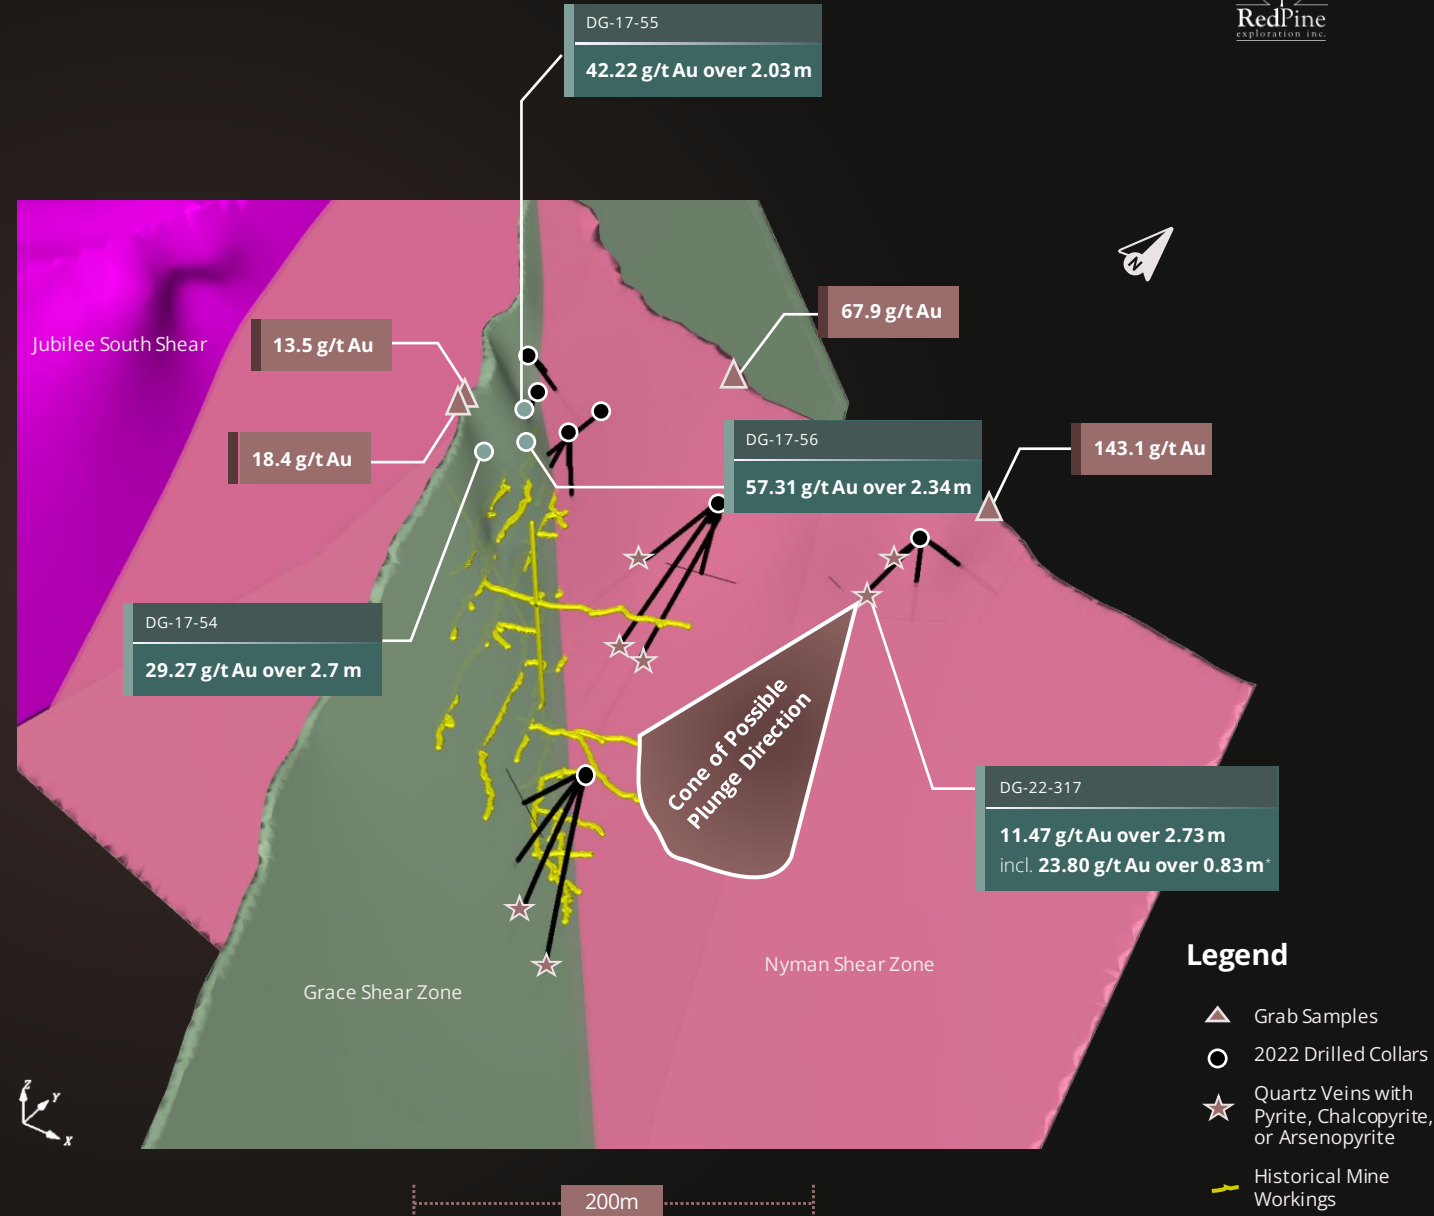 DG-17-55
42.22 g/t Au over 2.03 m
RedPine
exploration inc.
N
67.9 g/t Au
Jubilee South Shear
13.5 g/t Au
DG-17-56
57.31 g/t Au over 2.34 m
143.1 g/t Au
18.4 g/t Au
DG-17-54
29.27 g/t Au over 2.7 m
Cone of Possible
Plunge Direction
DG-22-317
11.47 g/t Au over 2.73 m
incl. 23.80 g/t Au over 0.83 m*
Nyman Shear Zone
Grace Shear Zone
Legend
Grab Samples
2022 Drilled Collars
Quartz Veins with
Pyrite, Chalcopyrite,
or Arsenopyrite
Historical Mine
Workings
Z
Y
X
200m